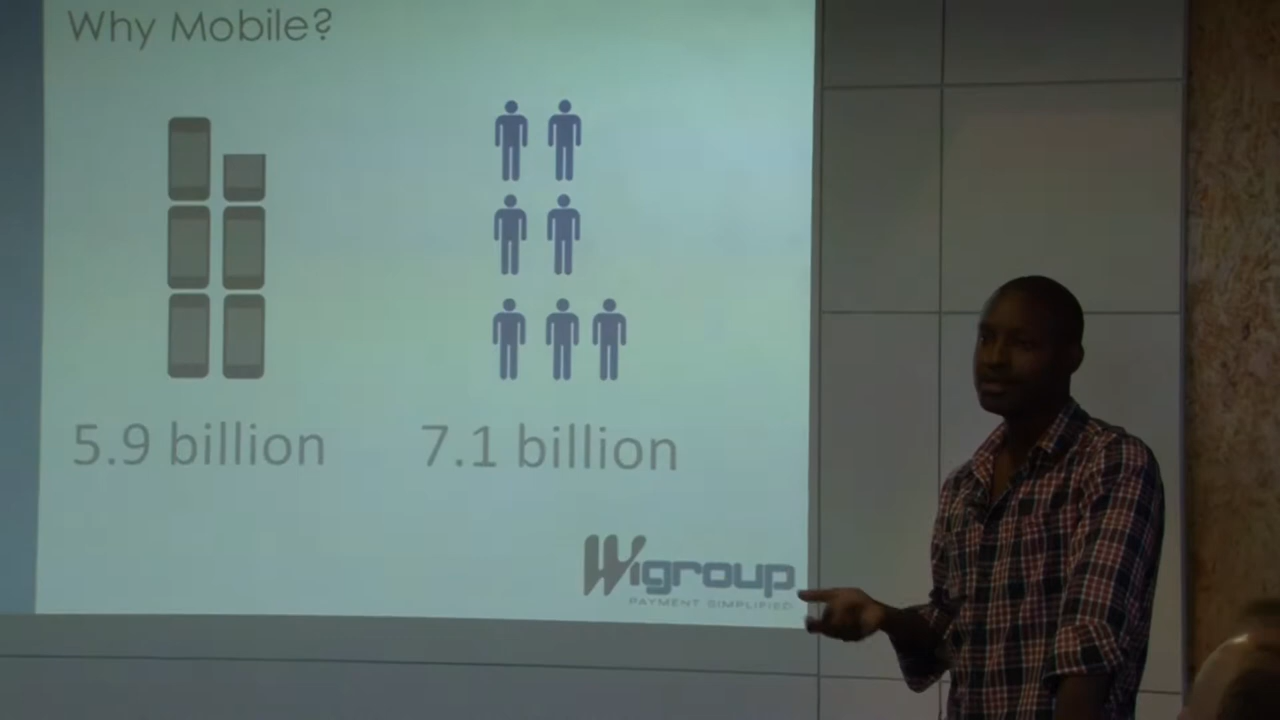 Why Mobile?
5.9 billion
7.1 billion
Wigroup
PAYMENT SIMPLIFIED